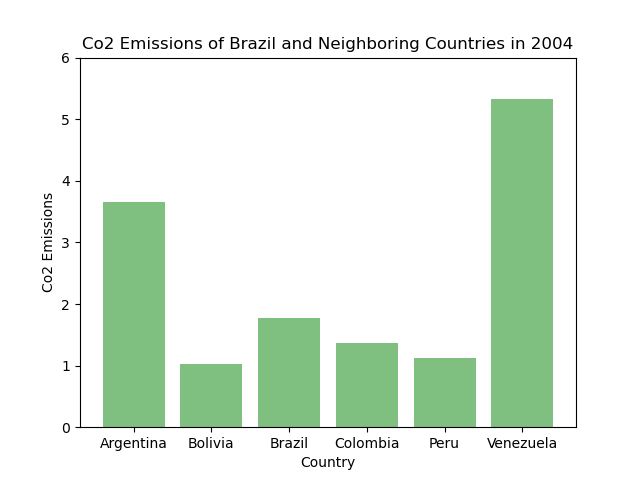 Co2 Emissions of Brazil and Neighboring Countries in 2004
6
5
4
3
2
1
0
Co2 Emissions
Argentina Bolivia Brazil Colombia Peru Venezuela
Country